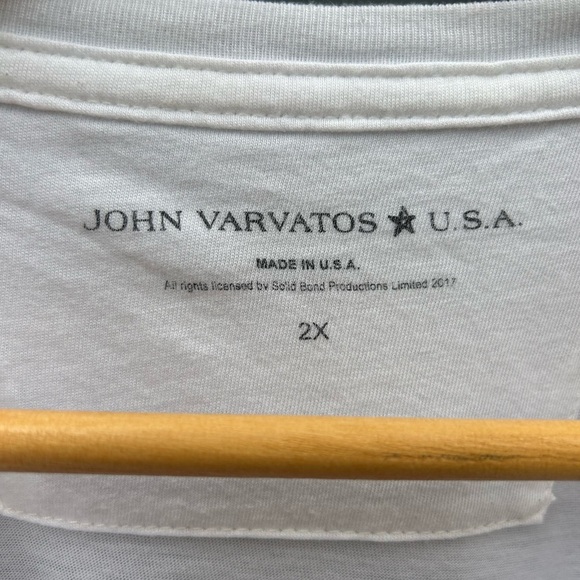 JOHN VARVATOS ★ U.S.A.
MADE IN U.S.A.
All rights licensed by Solid Bond Productions Limited 2017
2X